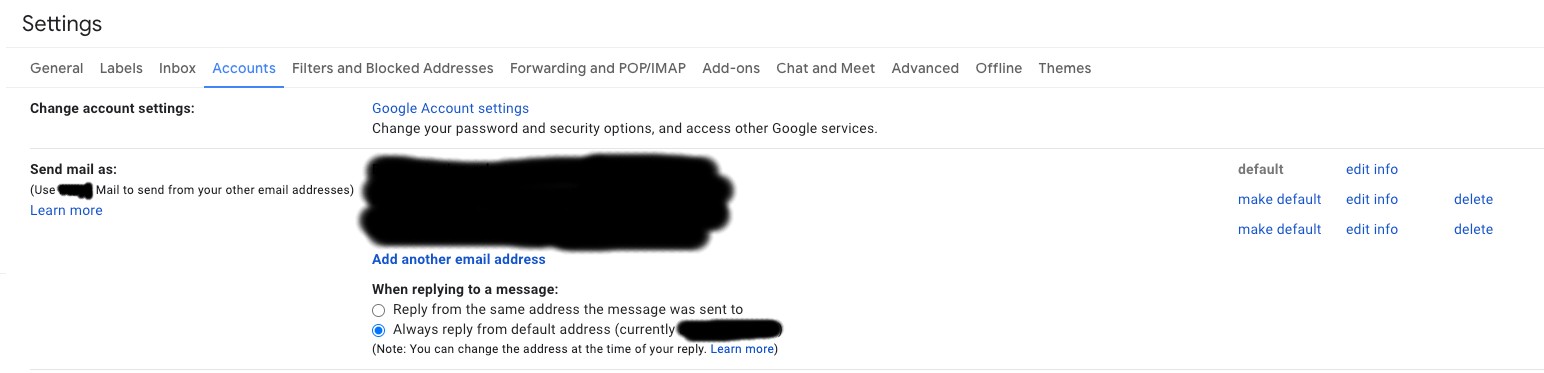 Settings
General Labels Inbox Accounts Filters and Blocked Addresses Forwarding and POP/IMAP Add-ons Chat and Meet Advanced Offline Themes
Change account settings: Google Account settings
Change your password and security options, and access other Google services.
Send mail as: default edit info
(Use Mail to send from your other email addresses) make default edit info delete
Learn more make default edit info delete
Add another email address
When replying to a message:
Reply from the same address the message was sent to
Always reply from default address (currently )
(Note: You can change the address at the time of your reply. Learn more)